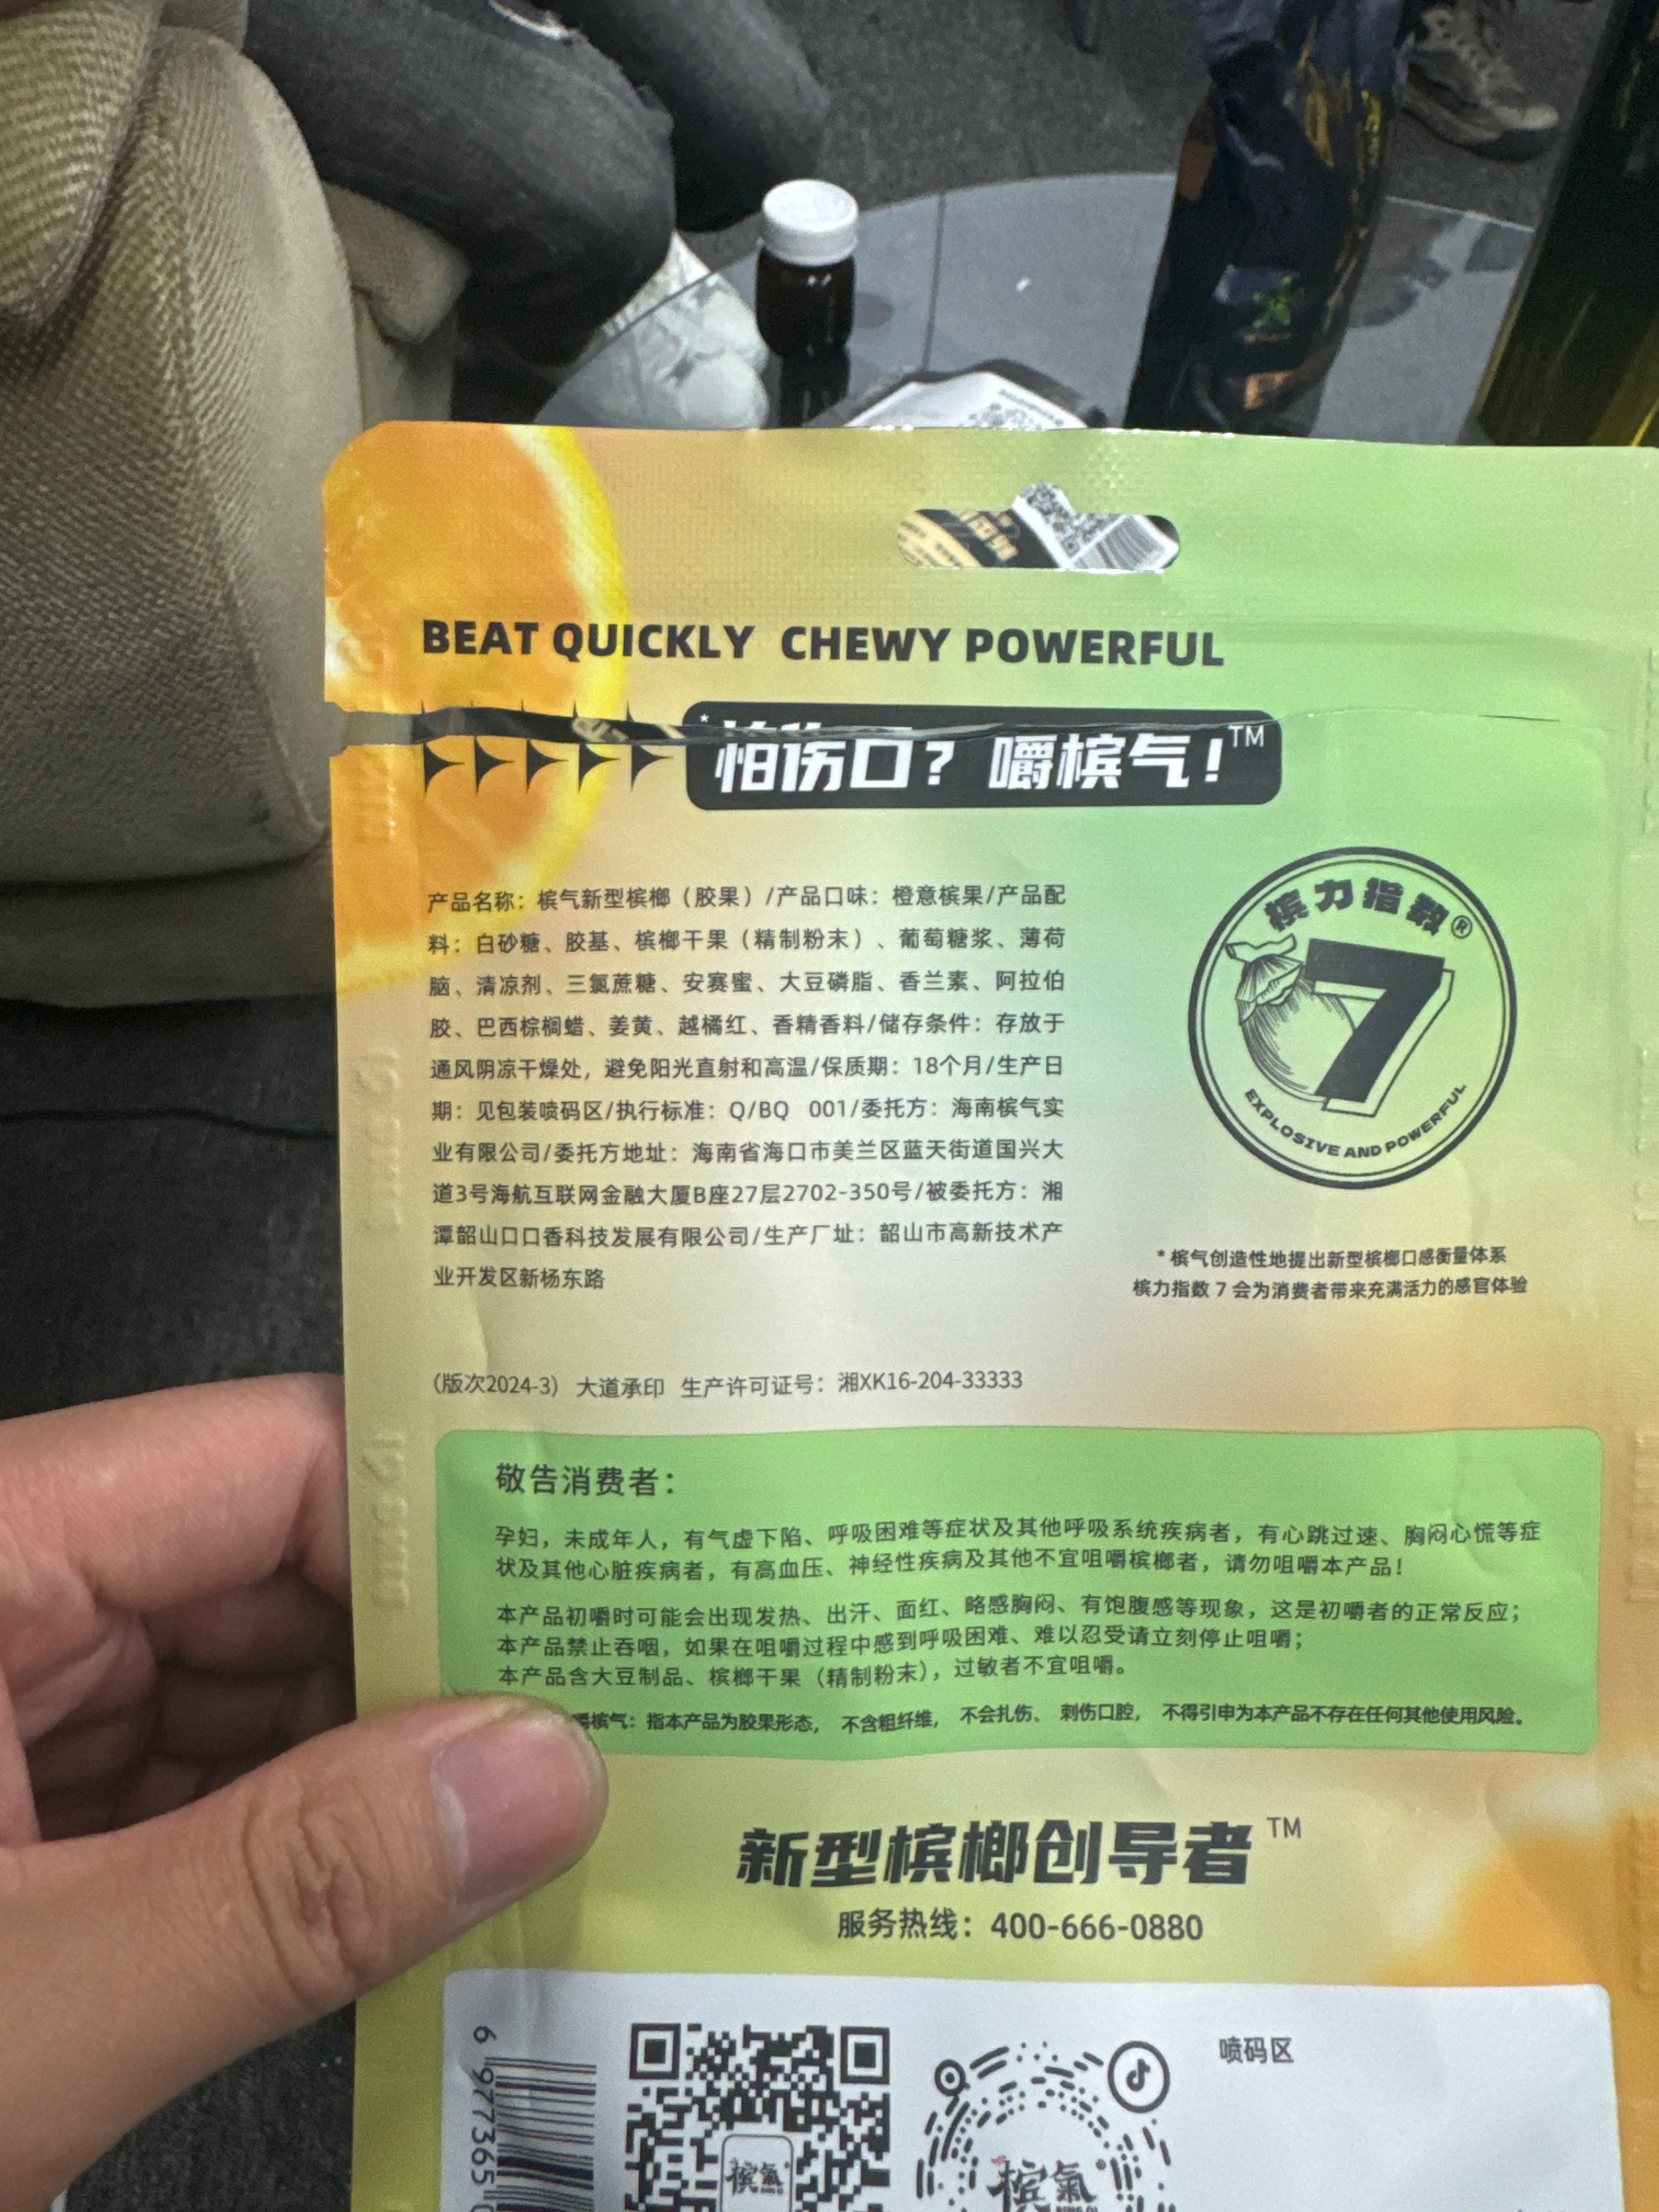 BEAT QUICKLY CHEWY POWERFUL
*怕伤口？嚼槟气！™
产品名称：槟气新型槟榔（胶果）/产品口味：橙意槟果/产品配
料：白砂糖、胶基、槟榔干果（精制粉末）、葡萄糖浆、薄荷
脑、清凉剂、三氯蔗糖、安赛蜜、大豆磷脂、香兰素、阿拉伯
胶、巴西棕榈蜡、姜黄、越橘红、香精香料/储存条件：存放于
通风阴凉干燥处，避免阳光直射和高温/保质期：18个月/生产日
期：见包装喷码区/执行标准：Q/BQ 001/委托方：海南槟气实
业有限公司/委托方地址：海南省海口市美兰区蓝天街道国兴大
道3号海航互联网金融大厦B座27层2702-350号/被委托方：湘
潭韶山口口香科技发展有限公司/生产厂址：韶山市高新技术产
业开发区新杨东路
槟力指数®
7
EXPLOSIVE AND POWERFUL
*槟气创造性地提出新型槟榔口感衡量体系
槟力指数 7 会为消费者带来充满活力的感官体验
（版次2024-3） 大道承印 生产许可证号：湘XK16-204-33333
敬告消费者：
孕妇，未成年人，有气虚下陷、呼吸困难等症状及其他呼吸系统疾病者，有心跳过速、胸闷心慌等症
状及其他心脏疾病者，有高血压、神经性疾病及其他不宜咀嚼槟榔者，请勿咀嚼本产品！
本产品初嚼时可能会出现发热、出汗、面红、略感胸闷、有饱腹感等现象，这是初嚼者的正常反应；
本产品禁止吞咽，如果在咀嚼过程中感到呼吸困难、难以忍受请立刻停止咀嚼；
本产品含大豆制品、槟榔干果（精制粉末），过敏者不宜咀嚼。
嚼槟气：指本产品为胶果形态， 不含粗纤维， 不会扎伤、 刺伤口腔， 不得引申为本产品不存在任何其他使用风险。
新型槟榔创导者™
服务热线：400-666-0880
喷码区
6 977365
槟氣
槟氣